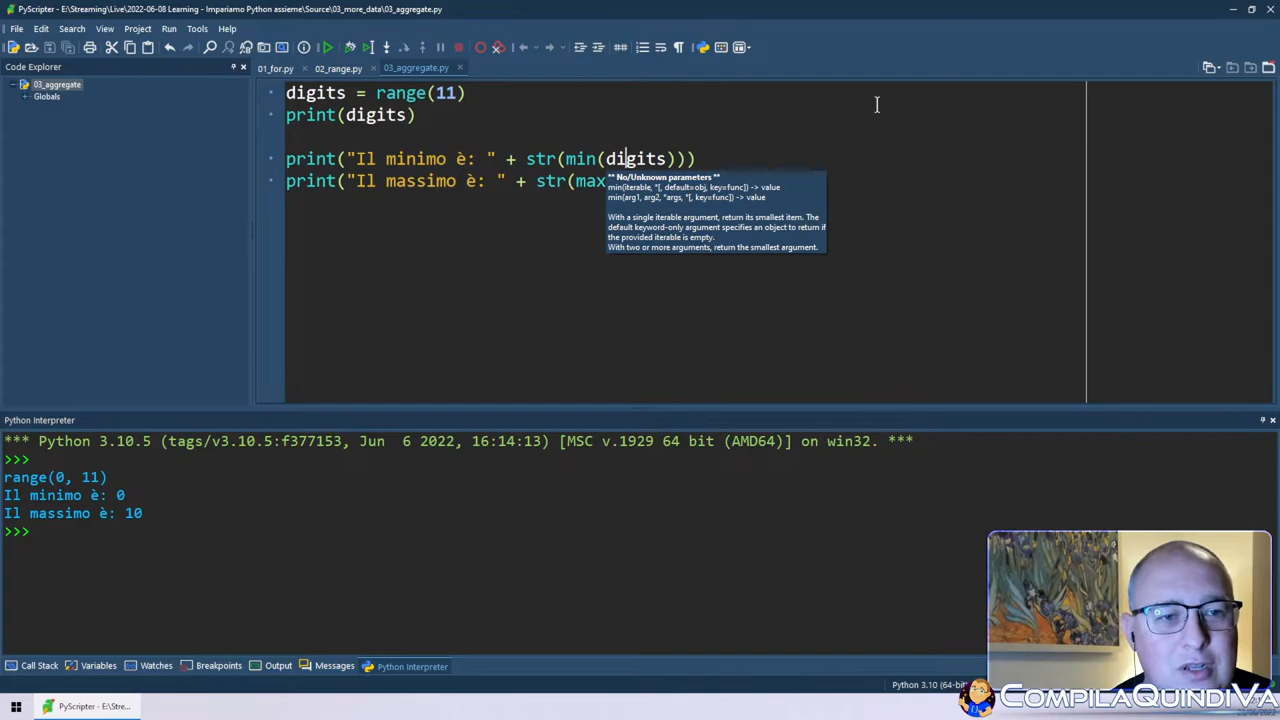 PyScripter - E:\Streaming\Live\2022-06-08 Learning - Impariamo Python assieme\Source\03_more_data\03_aggregate.py
File Edit Search View Project Run Tools Help
Code Explorer
01_for.py 02_range.py 03_aggregate.py
03_aggregate
Globals
digits = range(11)
print(digits)
print("Il minimo è: " + str(min(digits)))
print("Il massimo è: " + str(max
** No/Unknown parameters **
min(iterable, *[, default=obj, key=func]) -> value
min(arg1, arg2, *args, *[, key=func]) -> value
With a single iterable argument, return its smallest item. The
default keyword-only argument specifies an object to return if
the provided iterable is empty.
With two or more arguments, return the smallest argument.
Python Interpreter
*** Python 3.10.5 (tags/v3.10.5:f377153, Jun  6 2022, 16:14:13) [MSC v.1929 64 bit (AMD64)] on win32. ***
>>>
range(0, 11)
Il minimo è: 0
Il massimo è: 10
>>>
Call Stack Variables Watches Breakpoints Output Messages Python Interpreter
Python 3.10 (64-bit)
PyScripter - E:\Stre...
CompilaQuindiVa